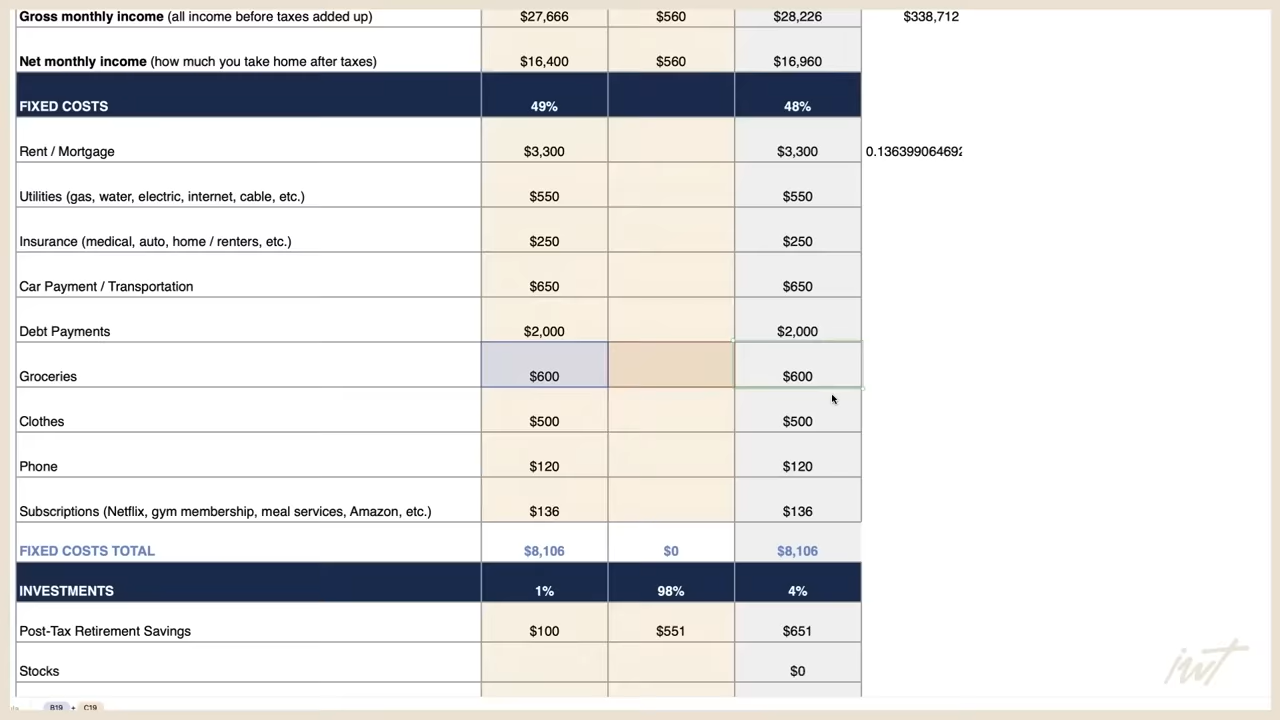 Gross monthly income (all income before taxes added up) $27,666 $560 $28,226 $338,712
Net monthly income (how much you take home after taxes) $16,400 $560 $16,960
FIXED COSTS 49% 48%
Rent / Mortgage $3,300 $3,300 0.13639906469
Utilities (gas, water, electric, internet, cable, etc.) $550 $550
Insurance (medical, auto, home / renters, etc.) $250 $250
Car Payment / Transportation $650 $650
Debt Payments $2,000 $2,000
Groceries $600 $600
Clothes $500 $500
Phone $120 $120
Subscriptions (Netflix, gym membership, meal services, Amazon, etc.) $136 $136
FIXED COSTS TOTAL $8,106 $0 $8,106
INVESTMENTS 1% 98% 4%
Post-Tax Retirement Savings $100 $551 $651
Stocks $0
B19 + C19
iwt